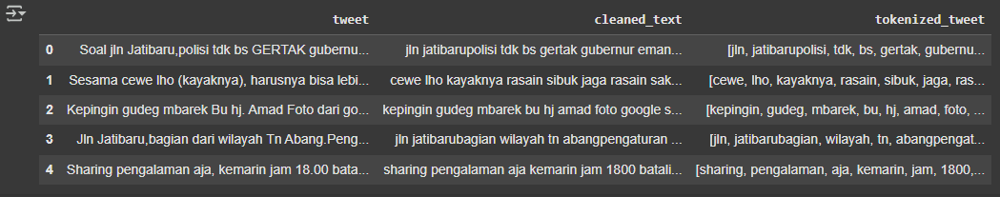 tweet cleaned_text tokenized_tweet
0 Soal jln Jatibaru,polisi tdk bs GERTAK gubernu... jln jatibarupolisi tdk bs gertak gubernur eman... [jln, jatibarupolisi, tdk, bs, gertak, gubernu...
1 Sesama cewe lho (kayaknya), harusnya bisa lebi... cewe lho kayaknya rasain sibuk jaga rasain sak... [cewe, lho, kayaknya, rasain, sibuk, jaga, ras...
2 Kepingin gudeg mbarek Bu hj. Amad Foto dari go... kepingin gudeg mbarek bu hj amad foto google s... [kepingin, gudeg, mbarek, bu, hj, amad, foto, ...
3 Jln Jatibaru,bagian dari wilayah Tn Abang.Peng... jln jatibarubagian wilayah tn abangpengaturan ... [jln, jatibarubagian, wilayah, tn, abangpengat...
4 Sharing pengalaman aja, kemarin jam 18.00 bata... sharing pengalaman aja kemarin jam 1800 batali... [sharing, pengalaman, aja, kemarin, jam, 1800,...